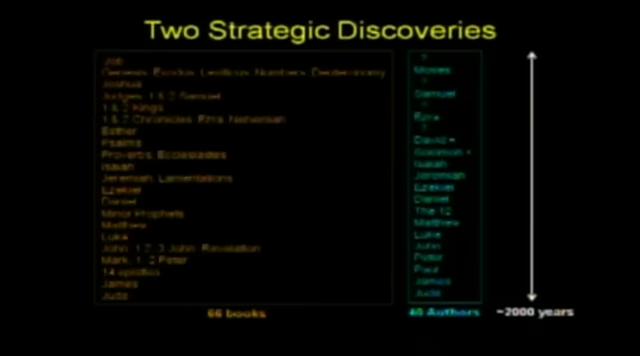 Two Strategic Discoveries
Job
Genesis Exodus Leviticus Numbers Deuteronomy
Joshua
Judges 1 & 2 Samuel
1 & 2 Kings
1 & 2 Chronicles Ezra Nehemiah
Esther
Psalms
Proverbs Ecclesiastes
Isaiah
Jeremiah Lamentations
Ezekiel
Daniel
Minor Prophets
Matthew
Luke
John 1 2 3 John Revelation
Mark 1 2 Peter
14 epistles
James
Jude
?
Moses
?
Samuel
?
Ezra
?
David +
Solomon +
Isaiah
Jeremiah
Ezekiel
Daniel
The 12
Matthew
Luke
John
Peter
Paul
James
Jude
66 books
40 Authors
~2000 years